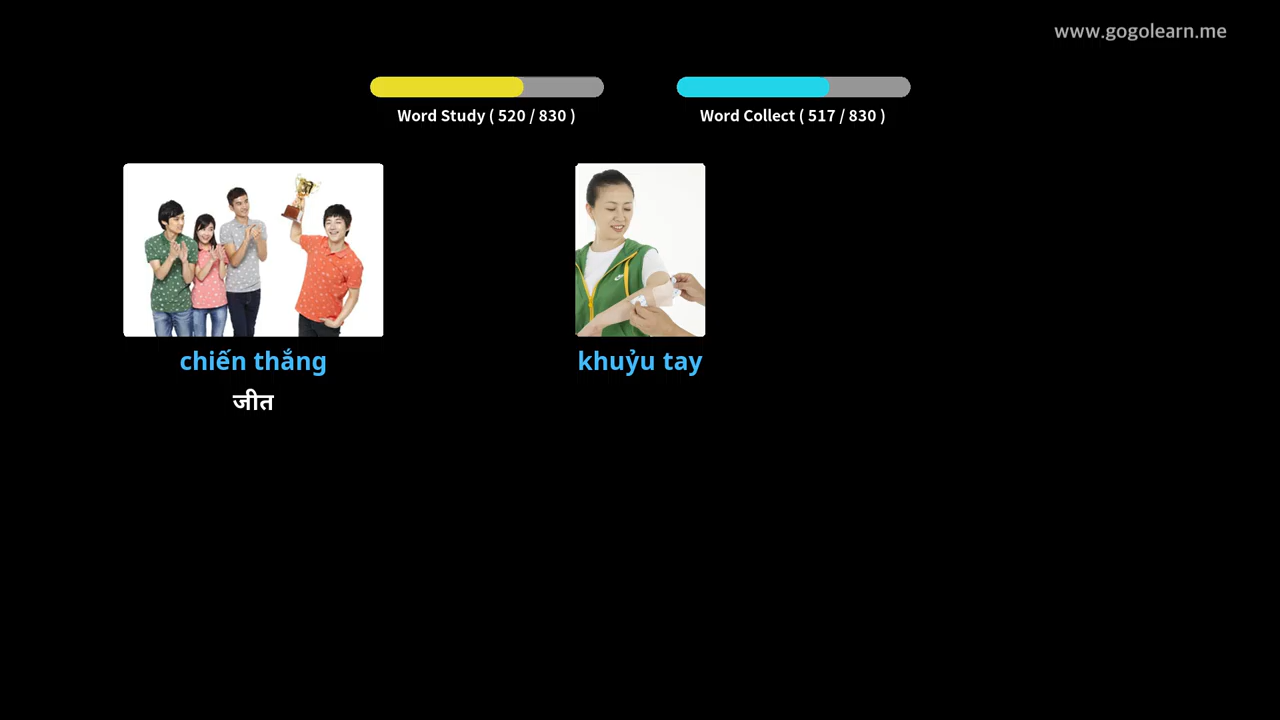 www.gogolearn.me
Word Study ( 520 / 830 )
Word Collect ( 517 / 830 )
chiến thắng
khuỷu tay
जीत